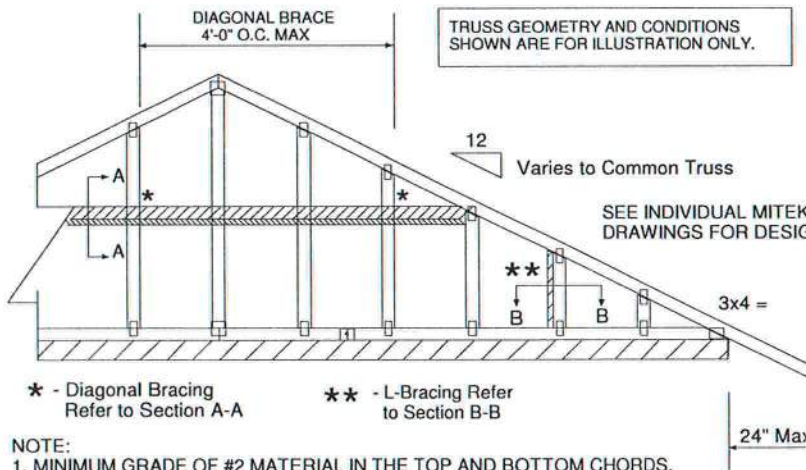 DIAGONAL BRACE
4'-0" O.C. MAX
TRUSS GEOMETRY AND CONDITIONS
SHOWN ARE FOR ILLUSTRATION ONLY.
12
Varies to Common Truss
A
*
*
SEE INDIVIDUAL MITEK
DRAWINGS FOR DESIG
A
**
B
B
3x4 =
* - Diagonal Bracing
Refer to Section A-A
** - L-Bracing Refer
to Section B-B
24" Max
NOTE:
1. MINIMUM GRADE OF #2 MATERIAL IN THE TOP AND BOTTOM CHORDS.